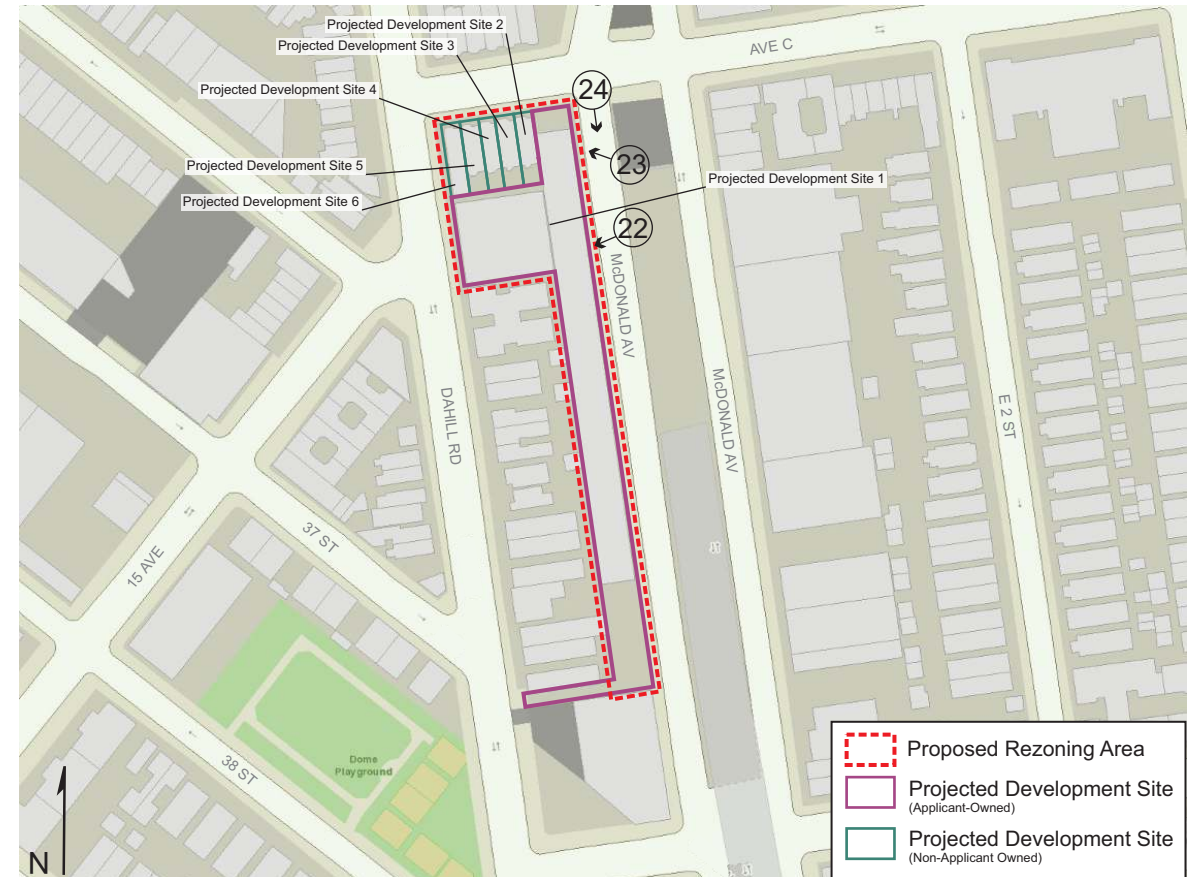 Projected Development Site 2
Projected Development Site 3
AVE C
Projected Development Site 4
24
23
Projected Development Site 5
Projected Development Site 1
Projected Development Site 6
22
McDONALD AV
DAHILL RD
McDONALD AV
E 2 ST
37 ST
15 AVE
38 ST
Dome
Playground
N
Proposed Rezoning Area
Projected Development Site
(Applicant-Owned)
Projected Development Site
(Non-Applicant Owned)